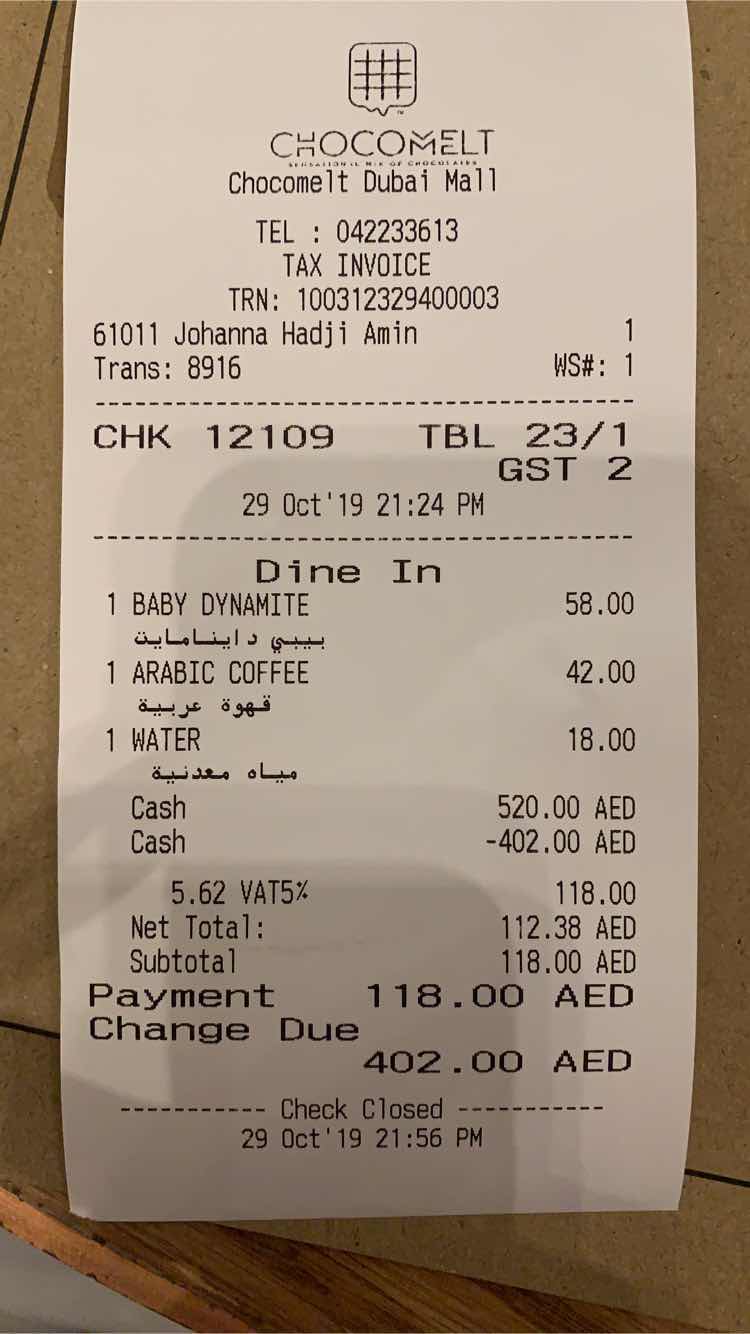 CHOCOMELT
SENSATIONAL MIX OF CHOCOLATES
Chocomelt Dubai Mall
TEL : 042233613
TAX INVOICE
TRN: 100312329400003
61011 Johanna Hadji Amin 1
Trans: 8916 WS#: 1
CHK 12109 TBL 23/1
GST 2
29 Oct'19 21:24 PM
Dine In
1 BABY DYNAMITE 58.00
بيبي داينامايت
1 ARABIC COFFEE 42.00
قهوة عربية
1 WATER 18.00
مياه معدنية
Cash 520.00 AED
Cash -402.00 AED
5.62 VAT5% 118.00
Net Total: 112.38 AED
Subtotal 118.00 AED
Payment 118.00 AED
Change Due
402.00 AED
----------- Check Closed -----------
29 Oct'19 21:56 PM